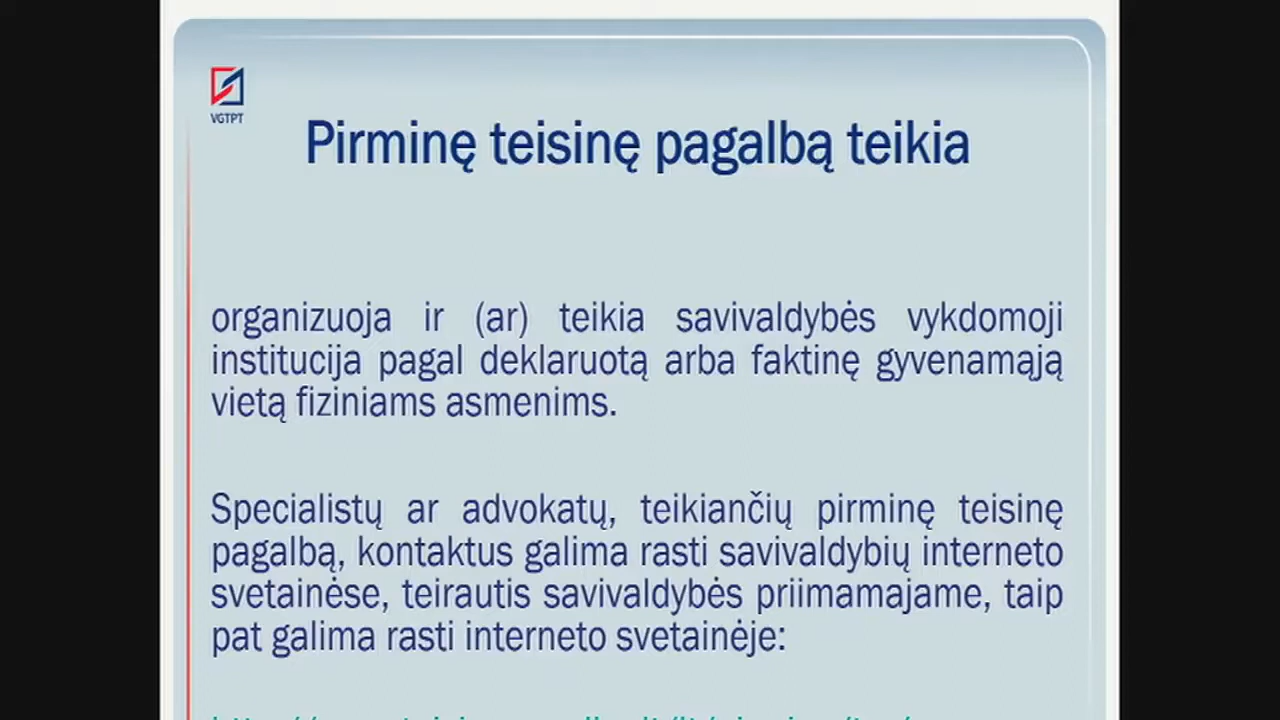 VGTPT
Pirminę teisinę pagalbą teikia
organizuoja ir (ar) teikia savivaldybės vykdomoji
institucija pagal deklaruotą arba faktinę gyvenamąją
vietą fiziniams asmenims.
Specialistų ar advokatų, teikiančių pirminę teisinę
pagalbą, kontaktus galima rasti savivaldybių interneto
svetainėse, teirautis savivaldybės priimamajame, taip
pat galima rasti interneto svetainėje: